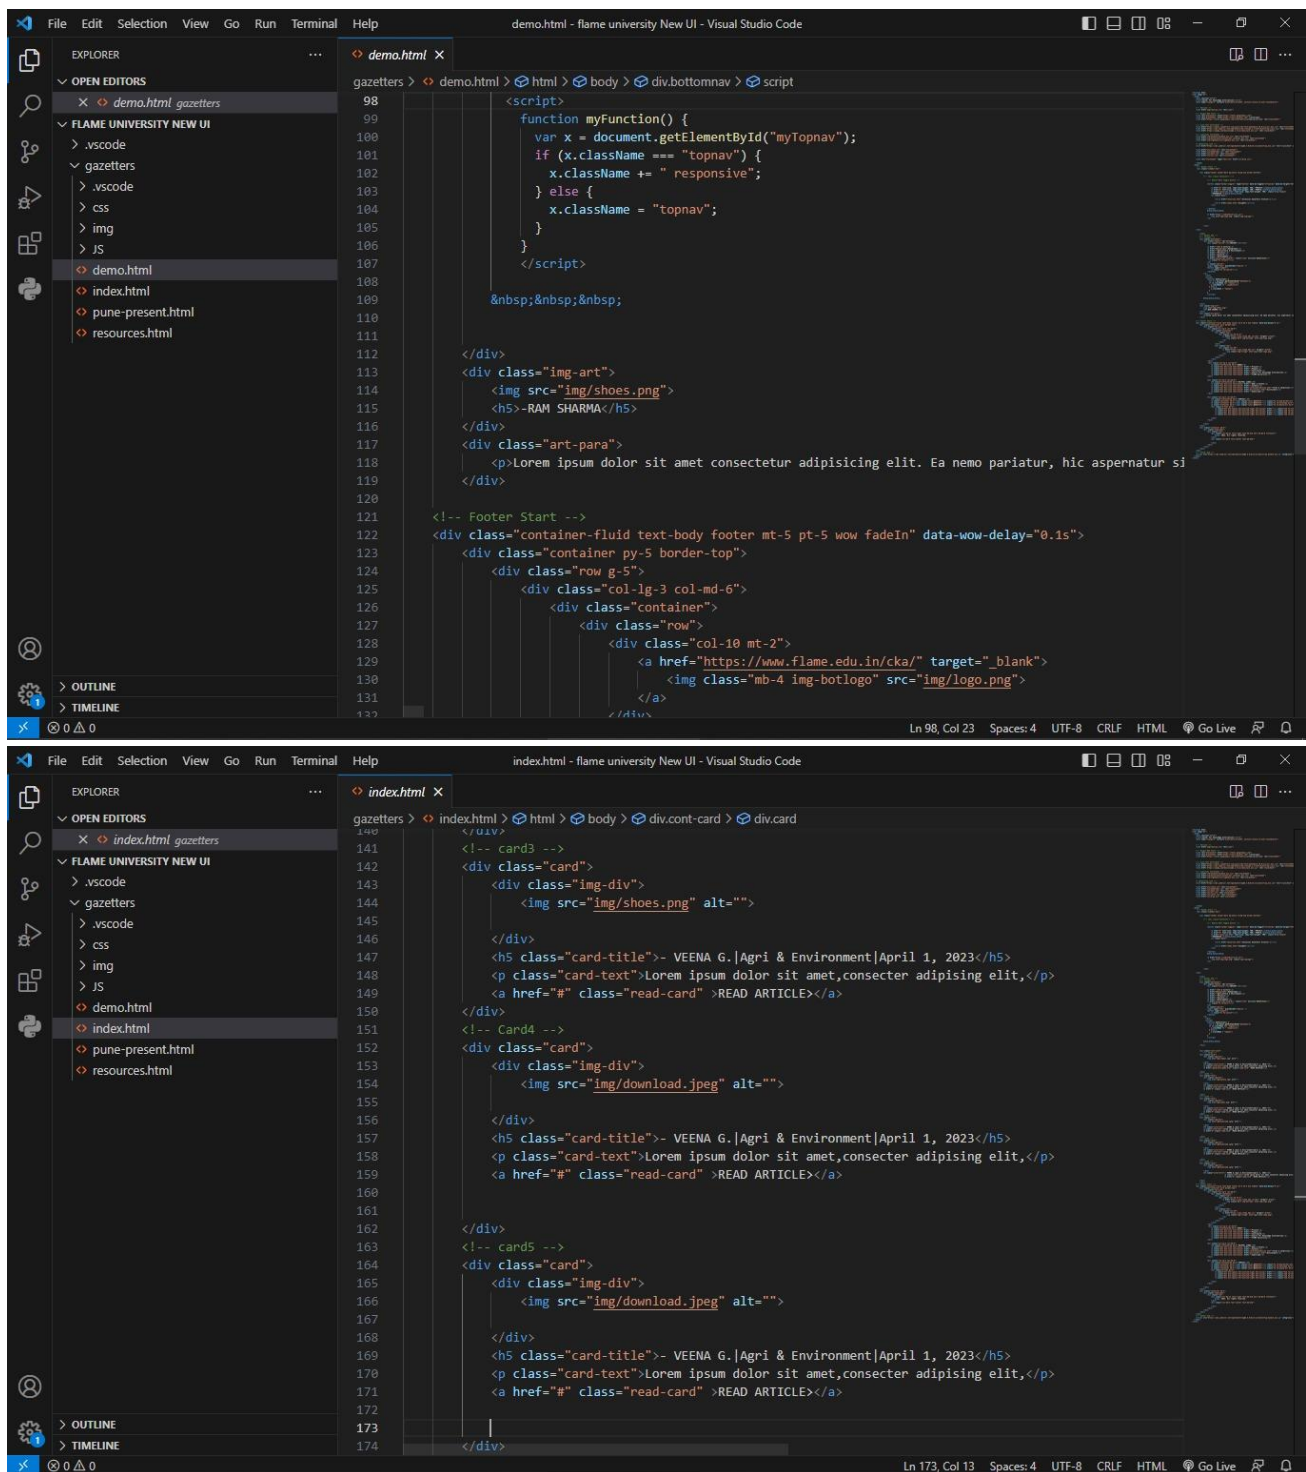 File Edit Selection View Go Run Terminal Help demo.html - flame university New UI - Visual Studio Code
EXPLORER
OPEN EDITORS
demo.html gazetters
FLAME UNIVERSITY NEW UI
.vscode
gazetters
.vscode
css
img
JS
demo.html
index.html
pune-present.html
resources.html
OUTLINE
TIMELINE
demo.html
gazetters > demo.html > html > body > div.bottomnav > script
98 <script>
99 function myFunction() {
100 var x = document.getElementById("myTopnav");
101 if (x.className === "topnav") {
102 x.className += " responsive";
103 } else {
104 x.className = "topnav";
105 }
106 }
107 </script>
108
109 &nbsp;&nbsp;&nbsp;
110
111
112 </div>
113 <div class="img-art">
114 <img src="img/shoes.png">
115 <h5>-RAM SHARMA</h5>
116 </div>
117 <div class="art-para">
118 <p>Lorem ipsum dolor sit amet consectetur adipisicing elit. Ea nemo pariatur, hic aspernatur si
119 </div>
120
121 <!-- Footer Start -->
122 <div class="container-fluid text-body footer mt-5 pt-5 wow fadeIn" data-wow-delay="0.1s">
123 <div class="container py-5 border-top">
124 <div class="row g-5">
125 <div class="col-lg-3 col-md-6">
126 <div class="container">
127 <div class="row">
128 <div class="col-10 mt-2">
129 <a href="https://www.flame.edu.in/cka/" target="_blank">
130 <img class="mb-4 img-botlogo" src="img/logo.png">
131 </a>
132 </div>
0 0 Ln 98, Col 23 Spaces: 4 UTF-8 CRLF HTML Go Live
File Edit Selection View Go Run Terminal Help index.html - flame university New UI - Visual Studio Code
EXPLORER
OPEN EDITORS
index.html gazetters
FLAME UNIVERSITY NEW UI
.vscode
gazetters
.vscode
css
img
JS
demo.html
index.html
pune-present.html
resources.html
OUTLINE
TIMELINE
index.html
gazetters > index.html > html > body > div.cont-card > div.card
140 </div>
141 <!-- card3 -->
142 <div class="card">
143 <div class="img-div">
144 <img src="img/shoes.png" alt="">
145
146 </div>
147 <h5 class="card-title">- VEENA G.|Agri & Environment|April 1, 2023</h5>
148 <p class="card-text">Lorem ipsum dolor sit amet,consecter adipising elit,</p>
149 <a href="#" class="read-card" >READ ARTICLE></a>
150 </div>
151 <!-- Card4 -->
152 <div class="card">
153 <div class="img-div">
154 <img src="img/download.jpeg" alt="">
155
156 </div>
157 <h5 class="card-title">- VEENA G.|Agri & Environment|April 1, 2023</h5>
158 <p class="card-text">Lorem ipsum dolor sit amet,consecter adipising elit,</p>
159 <a href="#" class="read-card" >READ ARTICLE></a>
160
161
162 </div>
163 <!-- card5 -->
164 <div class="card">
165 <div class="img-div">
166 <img src="img/download.jpeg" alt="">
167
168 </div>
169 <h5 class="card-title">- VEENA G.|Agri & Environment|April 1, 2023</h5>
170 <p class="card-text">Lorem ipsum dolor sit amet,consecter adipising elit,</p>
171 <a href="#" class="read-card" >READ ARTICLE></a>
172
173
174 </div>
0 0 Ln 173, Col 13 Spaces: 4 UTF-8 CRLF HTML Go Live